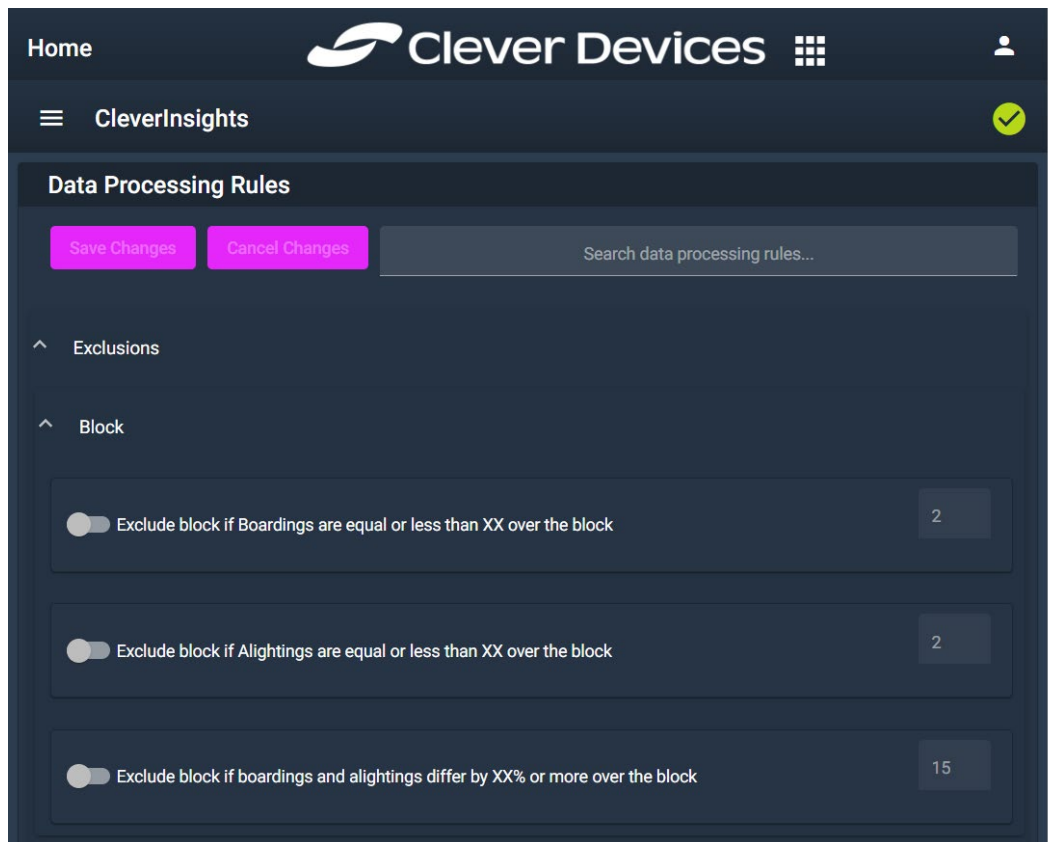 Home
Clever Devices
CleverInsights
Data Processing Rules
Save Changes
Cancel Changes
Search data processing rules...
Exclusions
Block
Exclude block if Boardings are equal or less than XX over the block
2
Exclude block if Alightings are equal or less than XX over the block
2
Exclude block if boardings and alightings differ by XX% or more over the block
15